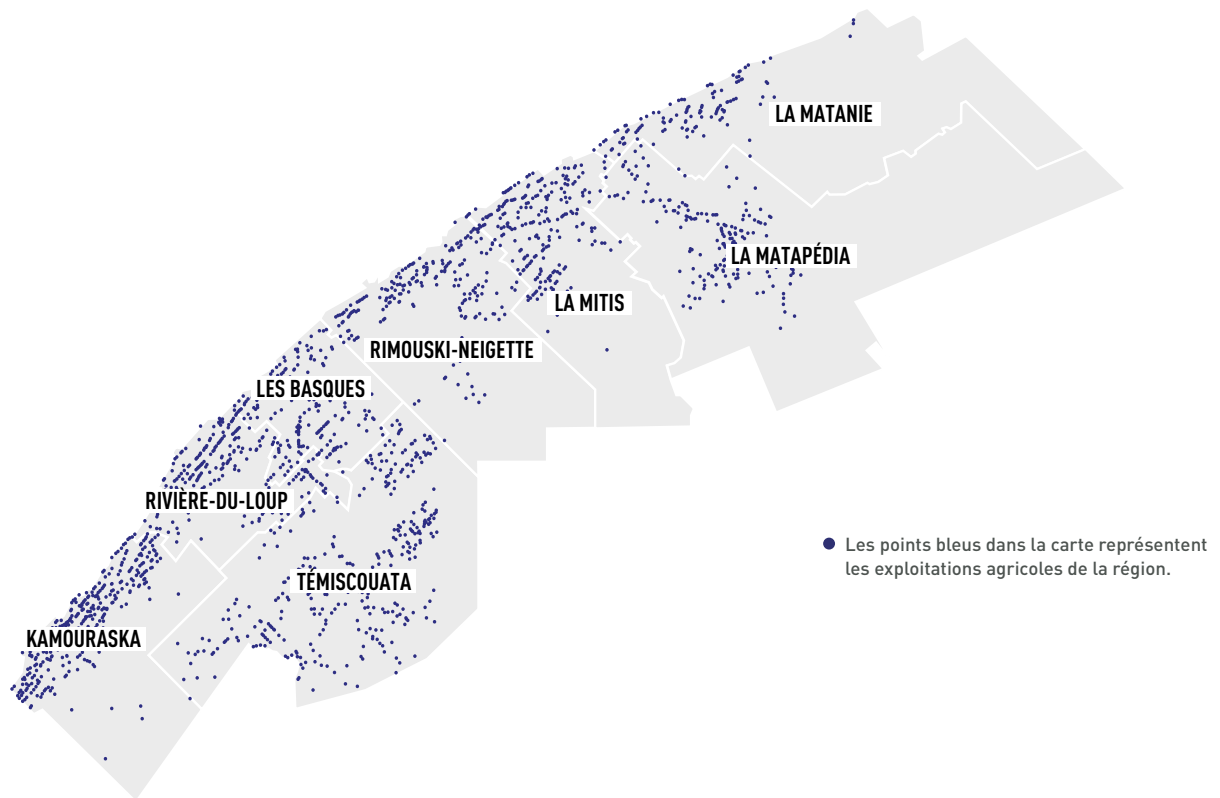 LA MATANIE
LA MATAPÉDIA
LA MITIS
RIMOUSKI-NEIGETTE
LES BASQUES
RIVIÈRE-DU-LOUP
TÉMISCOUATA
KAMOURASKA
Les points bleus dans la carte représentent
les exploitations agricoles de la région.